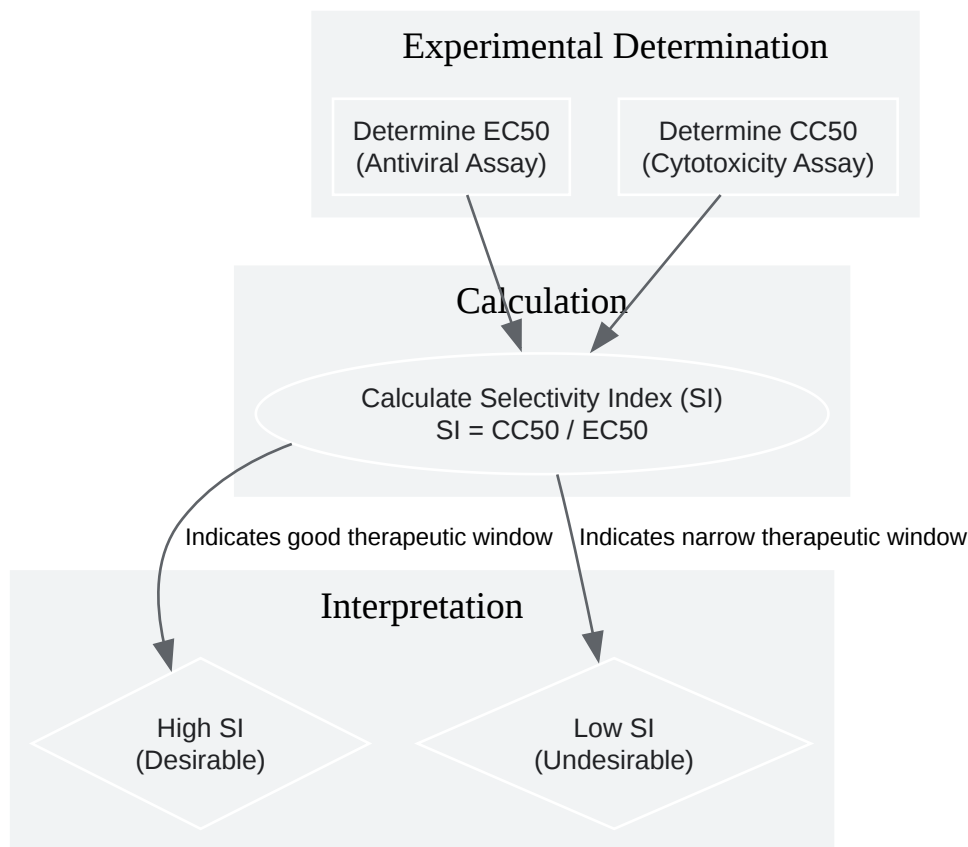 Experimental Determination
Determine EC50
(Antiviral Assay)
Determine CC50
(Cytotoxicity Assay)
Calculation
Calculate Selectivity Index (SI)
SI = CC50 / EC50
Indicates good therapeutic window
Indicates narrow therapeutic window
Interpretation
High SI
(Desirable)
Low SI
(Undesirable)